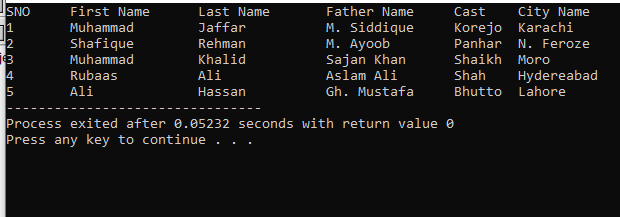 SNO First Name Last Name Father Name Cast City Name
1 Muhammad Jaffar M. Siddique Korejo Karachi
2 Shafique Rehman M. Ayoob Panhar N. Feroze
3 Muhammad Khalid Sajan Khan Shaikh Moro
4 Rubaas Ali Aslam Ali Shah Hydereabad
5 Ali Hassan Gh. Mustafa Bhutto Lahore
--------------------------------
Process exited after 0.05232 seconds with return value 0
Press any key to continue . . .